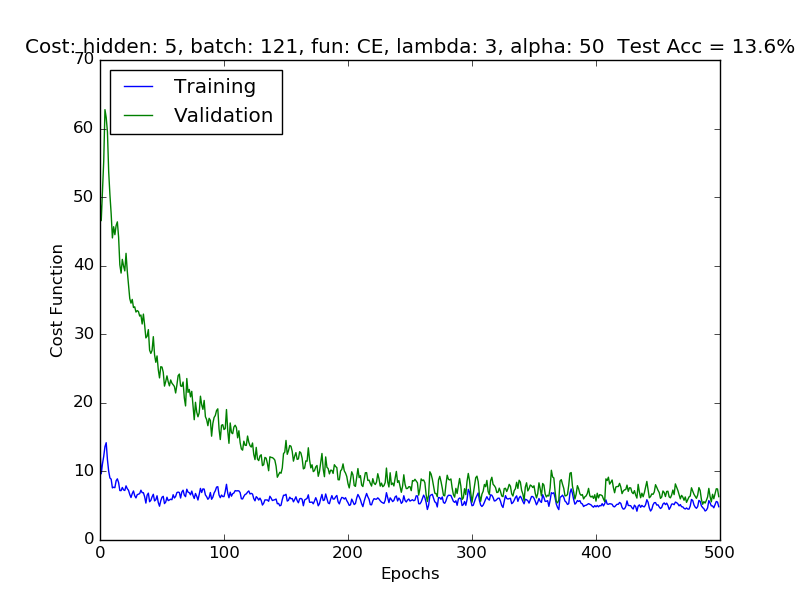 Cost: hidden: 5, batch: 121, fun: CE, lambda: 3, alpha: 50  Test Acc = 13.6%
70
Training
Validation
60
50
40
30
20
10
0
Cost Function
0 100 200 300 400 500
Epochs